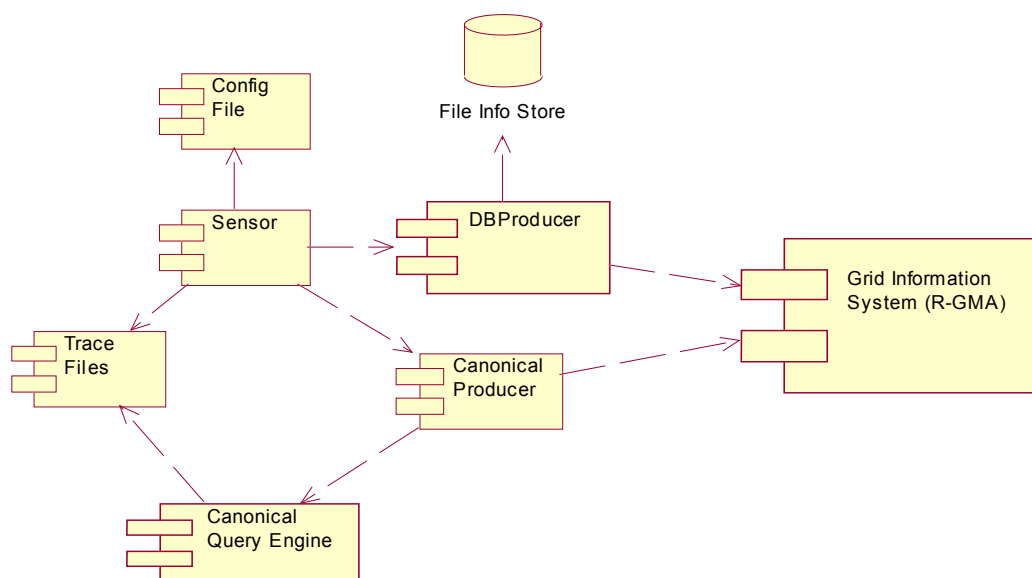 Config
File
File Info Store
Sensor
DBProducer
Grid Information
System (R-GMA)
Trace
Files
Canonical
Producer
Canonical
Query Engine